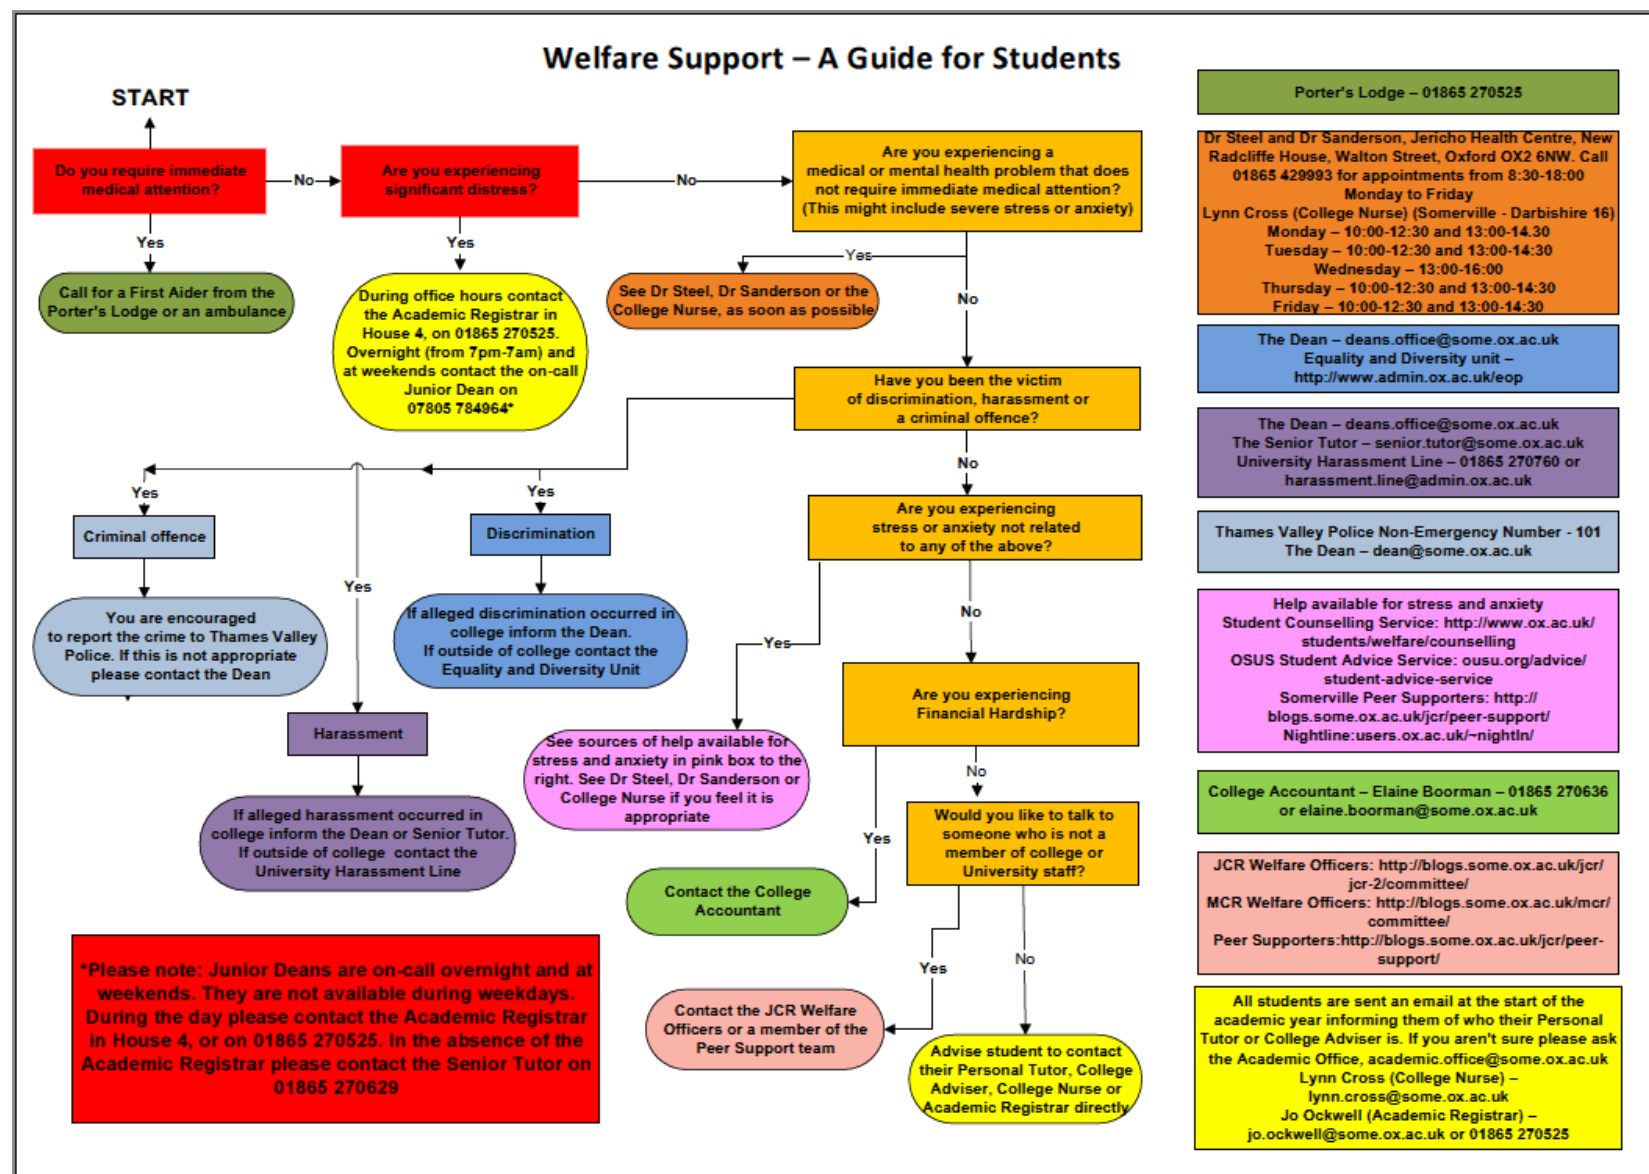 Welfare Support – A Guide for Students
START
Do you require immediate
medical attention?
No
Are you experiencing
significant distress?
No
Are you experiencing a
medical or mental health problem that does
not require immediate medical attention?
(This might include severe stress or anxiety)
Yes
Call for a First Aider from the
Porter's Lodge or an ambulance
Yes
During office hours contact
the Academic Registrar in
House 4, on 01865 270525.
Overnight (from 7pm-7am) and
at weekends contact the on-call
Junior Dean on
07805 784964*
Yes
See Dr Steel, Dr Sanderson or the
College Nurse, as soon as possible
No
Have you been the victim
of discrimination, harassment or
a criminal offence?
Yes
Criminal offence
You are encouraged
to report the crime to Thames Valley
Police. If this is not appropriate
please contact the Dean
Yes
Harassment
If alleged harassment occurred in
college inform the Dean or Senior Tutor.
If outside of college contact the
University Harassment Line
Yes
Discrimination
If alleged discrimination occurred in
college inform the Dean.
If outside of college contact the
Equality and Diversity Unit
No
Are you experiencing
stress or anxiety not related
to any of the above?
Yes
See sources of help available for
stress and anxiety in pink box to the
right. See Dr Steel, Dr Sanderson or
College Nurse if you feel it is
appropriate
No
Are you experiencing
Financial Hardship?
Yes
Contact the College
Accountant
No
Would you like to talk to
someone who is not a
member of college or
University staff?
Yes
Contact the JCR Welfare
Officers or a member of the
Peer Support team
No
Advise student to contact
their Personal Tutor, College
Adviser, College Nurse or
Academic Registrar directly
*Please note: Junior Deans are on-call overnight and at
weekends. They are not available during weekdays.
During the day please contact the Academic Registrar
in House 4, or on 01865 270525. In the absence of the
Academic Registrar please contact the Senior Tutor on
01865 270629
Porter's Lodge – 01865 270525
Dr Steel and Dr Sanderson, Jericho Health Centre, New
Radcliffe House, Walton Street, Oxford OX2 6NW. Call
01865 429993 for appointments from 8:30-18:00
Monday to Friday
Lynn Cross (College Nurse) (Somerville - Darbishire 16)
Monday – 10:00-12:30 and 13:00-14.30
Tuesday – 10:00-12:30 and 13:00-14:30
Wednesday – 13:00-16:00
Thursday – 10:00-12:30 and 13:00-14:30
Friday – 10:00-12:30 and 13:00-14:30
The Dean – deans.office@some.ox.ac.uk
Equality and Diversity unit –
http://www.admin.ox.ac.uk/eop
The Dean – deans.office@some.ox.ac.uk
The Senior Tutor – senior.tutor@some.ox.ac.uk
University Harassment Line – 01865 270760 or
harassment.line@admin.ox.ac.uk
Thames Valley Police Non-Emergency Number - 101
The Dean – dean@some.ox.ac.uk
Help available for stress and anxiety
Student Counselling Service: http://www.ox.ac.uk/
students/welfare/counselling
OSUS Student Advice Service: ousu.org/advice/
student-advice-service
Somerville Peer Supporters: http://
blogs.some.ox.ac.uk/jcr/peer-support/
Nightline:users.ox.ac.uk/~nightln/
College Accountant – Elaine Boorman – 01865 270636
or elaine.boorman@some.ox.ac.uk
JCR Welfare Officers: http://blogs.some.ox.ac.uk/jcr/
jcr-2/committee/
MCR Welfare Officers: http://blogs.some.ox.ac.uk/mcr/
committee/
Peer Supporters:http://blogs.some.ox.ac.uk/jcr/peer-
support/
All students are sent an email at the start of the
academic year informing them of who their Personal
Tutor or College Adviser is. If you aren't sure please ask
the Academic Office, academic.office@some.ox.ac.uk
Lynn Cross (College Nurse) –
lynn.cross@some.ox.ac.uk
Jo Ockwell (Academic Registrar) –
jo.ockwell@some.ox.ac.uk or 01865 270525